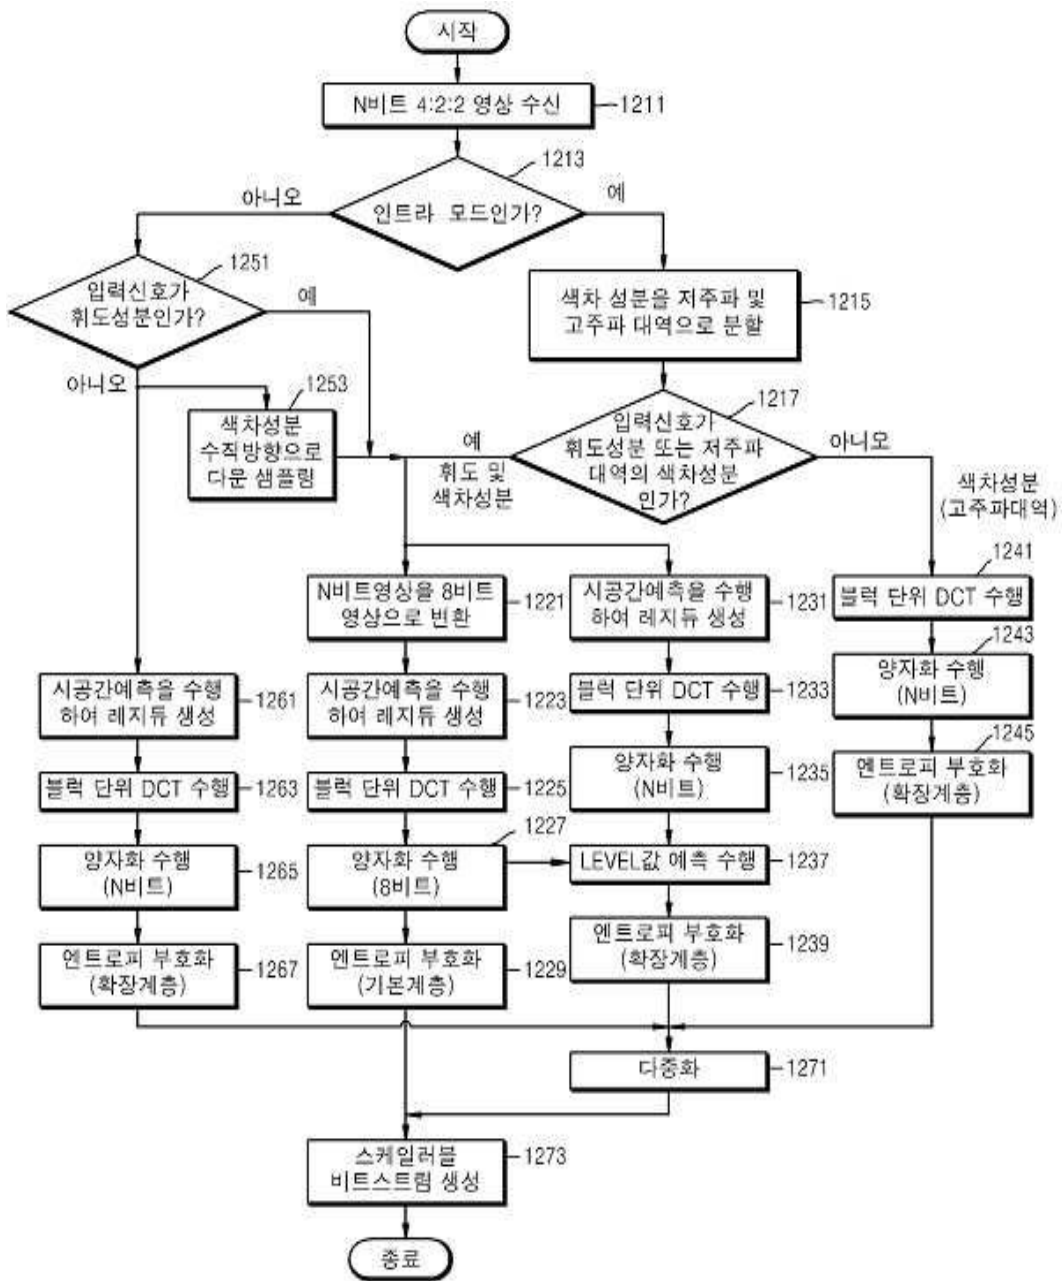 시작
N비트 4:2:2 영상 수신
1211
1213
아니오
인트라 모드인가?
예
1251
입력신호가
휘도성분인가?
예
색차 성분을 저주파 및
고주파 대역으로 분할
1215
아니오
1253
색차성분
수직방향으로
다운 샘플링
1217
입력신호가
휘도성분 또는 저주파
대역의 색차성분
인가?
예
휘도 및
색차성분
아니오
색차성분
(고주파대역)
N비트영상을 8비트
영상으로 변환
1221
시공간예측을 수행
하여 레지듀 생성
1231
1241
블럭 단위 DCT 수행
1243
양자화 수행
(N비트)
1245
엔트로피 부호화
(확장계층)
시공간예측을 수행
하여 레지듀 생성
1261
시공간예측을 수행
하여 레지듀 생성
1223
블럭 단위 DCT 수행
1233
블럭 단위 DCT 수행
1263
블럭 단위 DCT 수행
1225
양자화 수행
(N비트)
1235
양자화 수행
(N비트)
1265
1227
양자화 수행
(8비트)
LEVEL값 예측 수행
1237
엔트로피 부호화
(확장계층)
1267
엔트로피 부호화
(기본계층)
1229
엔트로피 부호화
(확장계층)
1239
다중화
1271
스케일러블
비트스트림 생성
1273
종료